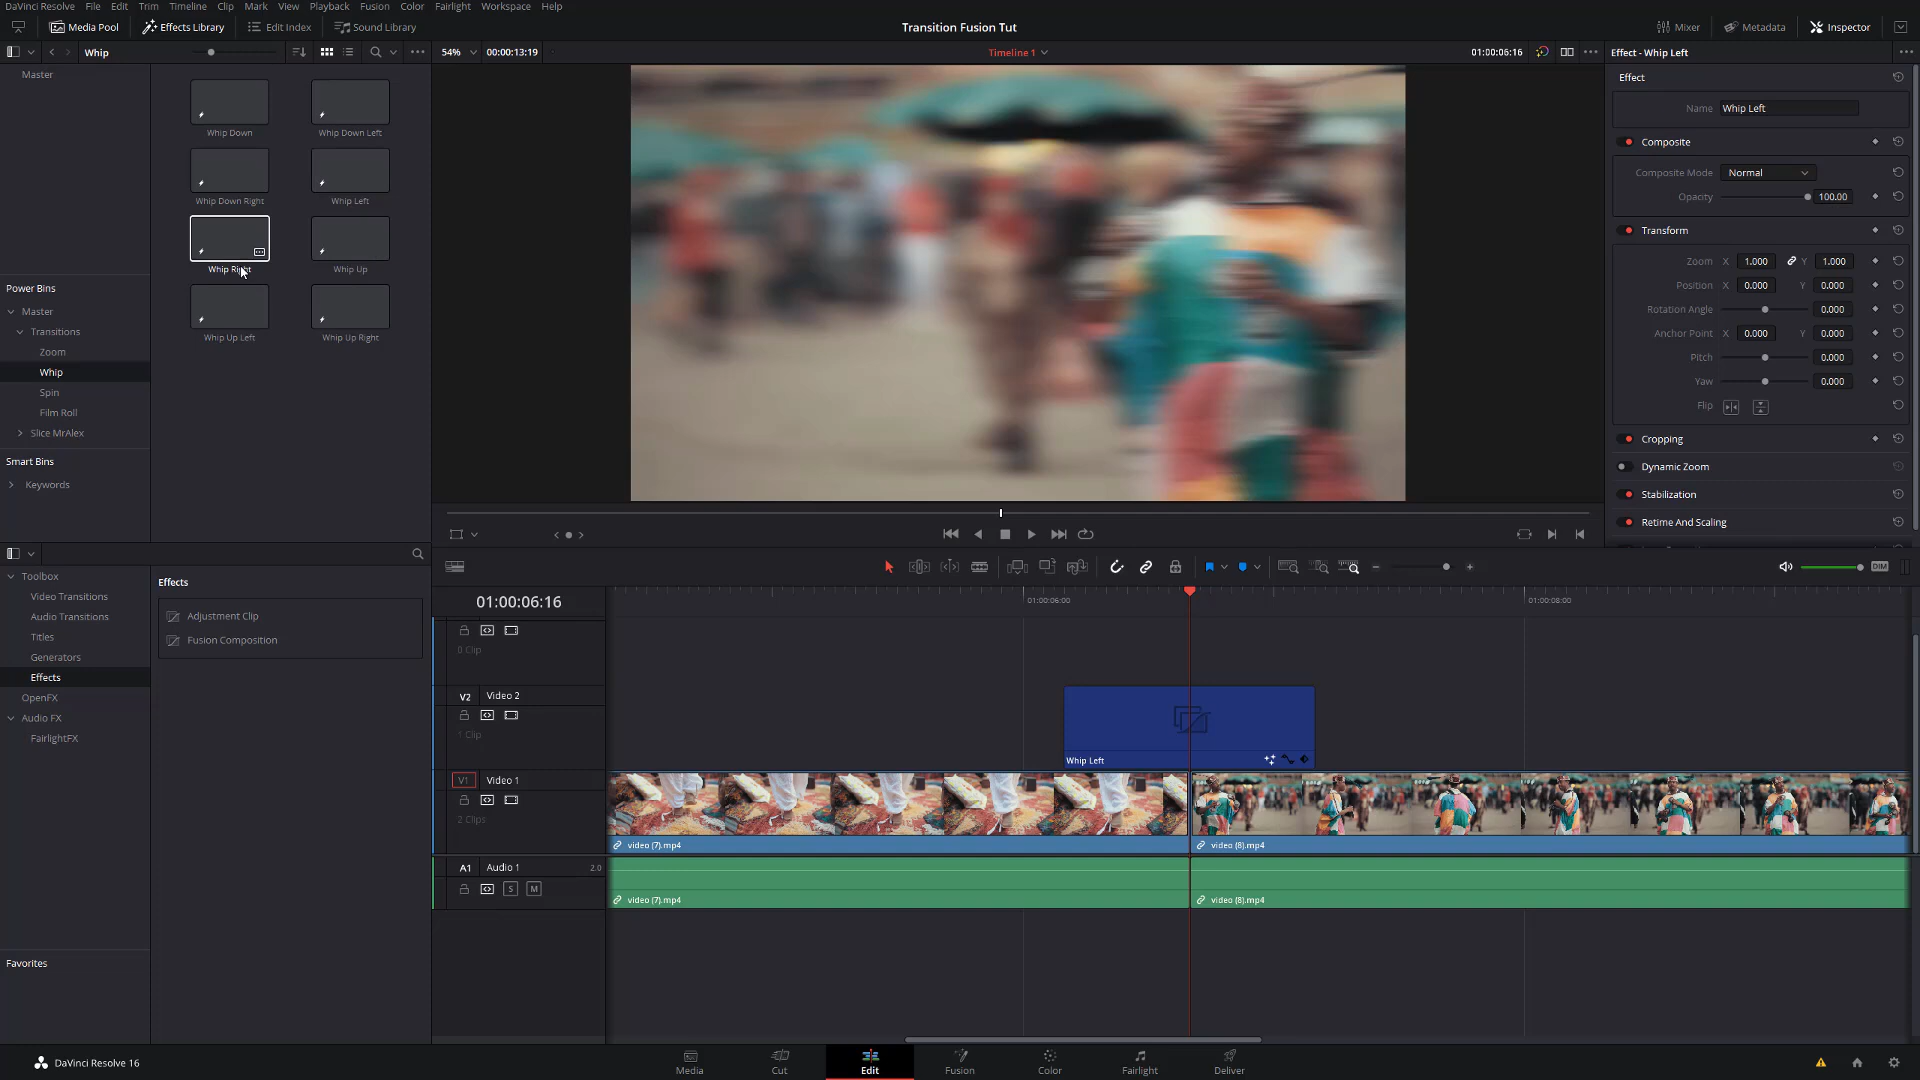 DaVinci Resolve File Edit Trim Timeline Clip Mark View Playback Fusion Color Fairlight Workspace Help
Media Pool Effects Library Edit Index Sound Library Transition Fusion Tut Mixer Metadata Inspector
Whip 54% 00:00:13:19 Timeline 1 01:00:06:16 Effect - Whip Left
Master
Whip Down Whip Down Left
Whip Down Right Whip Left
Whip Right Whip Up
Whip Up Left Whip Up Right
Power Bins
Master
Transitions
Zoom
Whip
Spin
Film Roll
Slice MrAlex
Smart Bins
Keywords
Effect
Name Whip Left
Composite
Composite Mode Normal
Opacity 100.00
Transform
Zoom X 1.000 Y 1.000
Position X 0.000 Y 0.000
Rotation Angle 0.000
Anchor Point X 0.000 Y 0.000
Pitch 0.000
Yaw 0.000
Flip
Cropping
Dynamic Zoom
Stabilization
Retime And Scaling
Toolbox
Video Transitions
Audio Transitions
Titles
Generators
Effects
OpenFX
Audio FX
FairlightFX
Favorites
Effects
Adjustment Clip
Fusion Composition
DIM
01:00:06:16 01:00:06:00 01:00:08:00
0 Clip
V2 Video 2
1 Clip
Whip Left
V1 Video 1
2 Clips
video (7).mp4 video (8).mp4
A1 Audio 1 2.0
S M
video (7).mp4 video (8).mp4
DaVinci Resolve 16 Media Cut Edit Fusion Color Fairlight Deliver